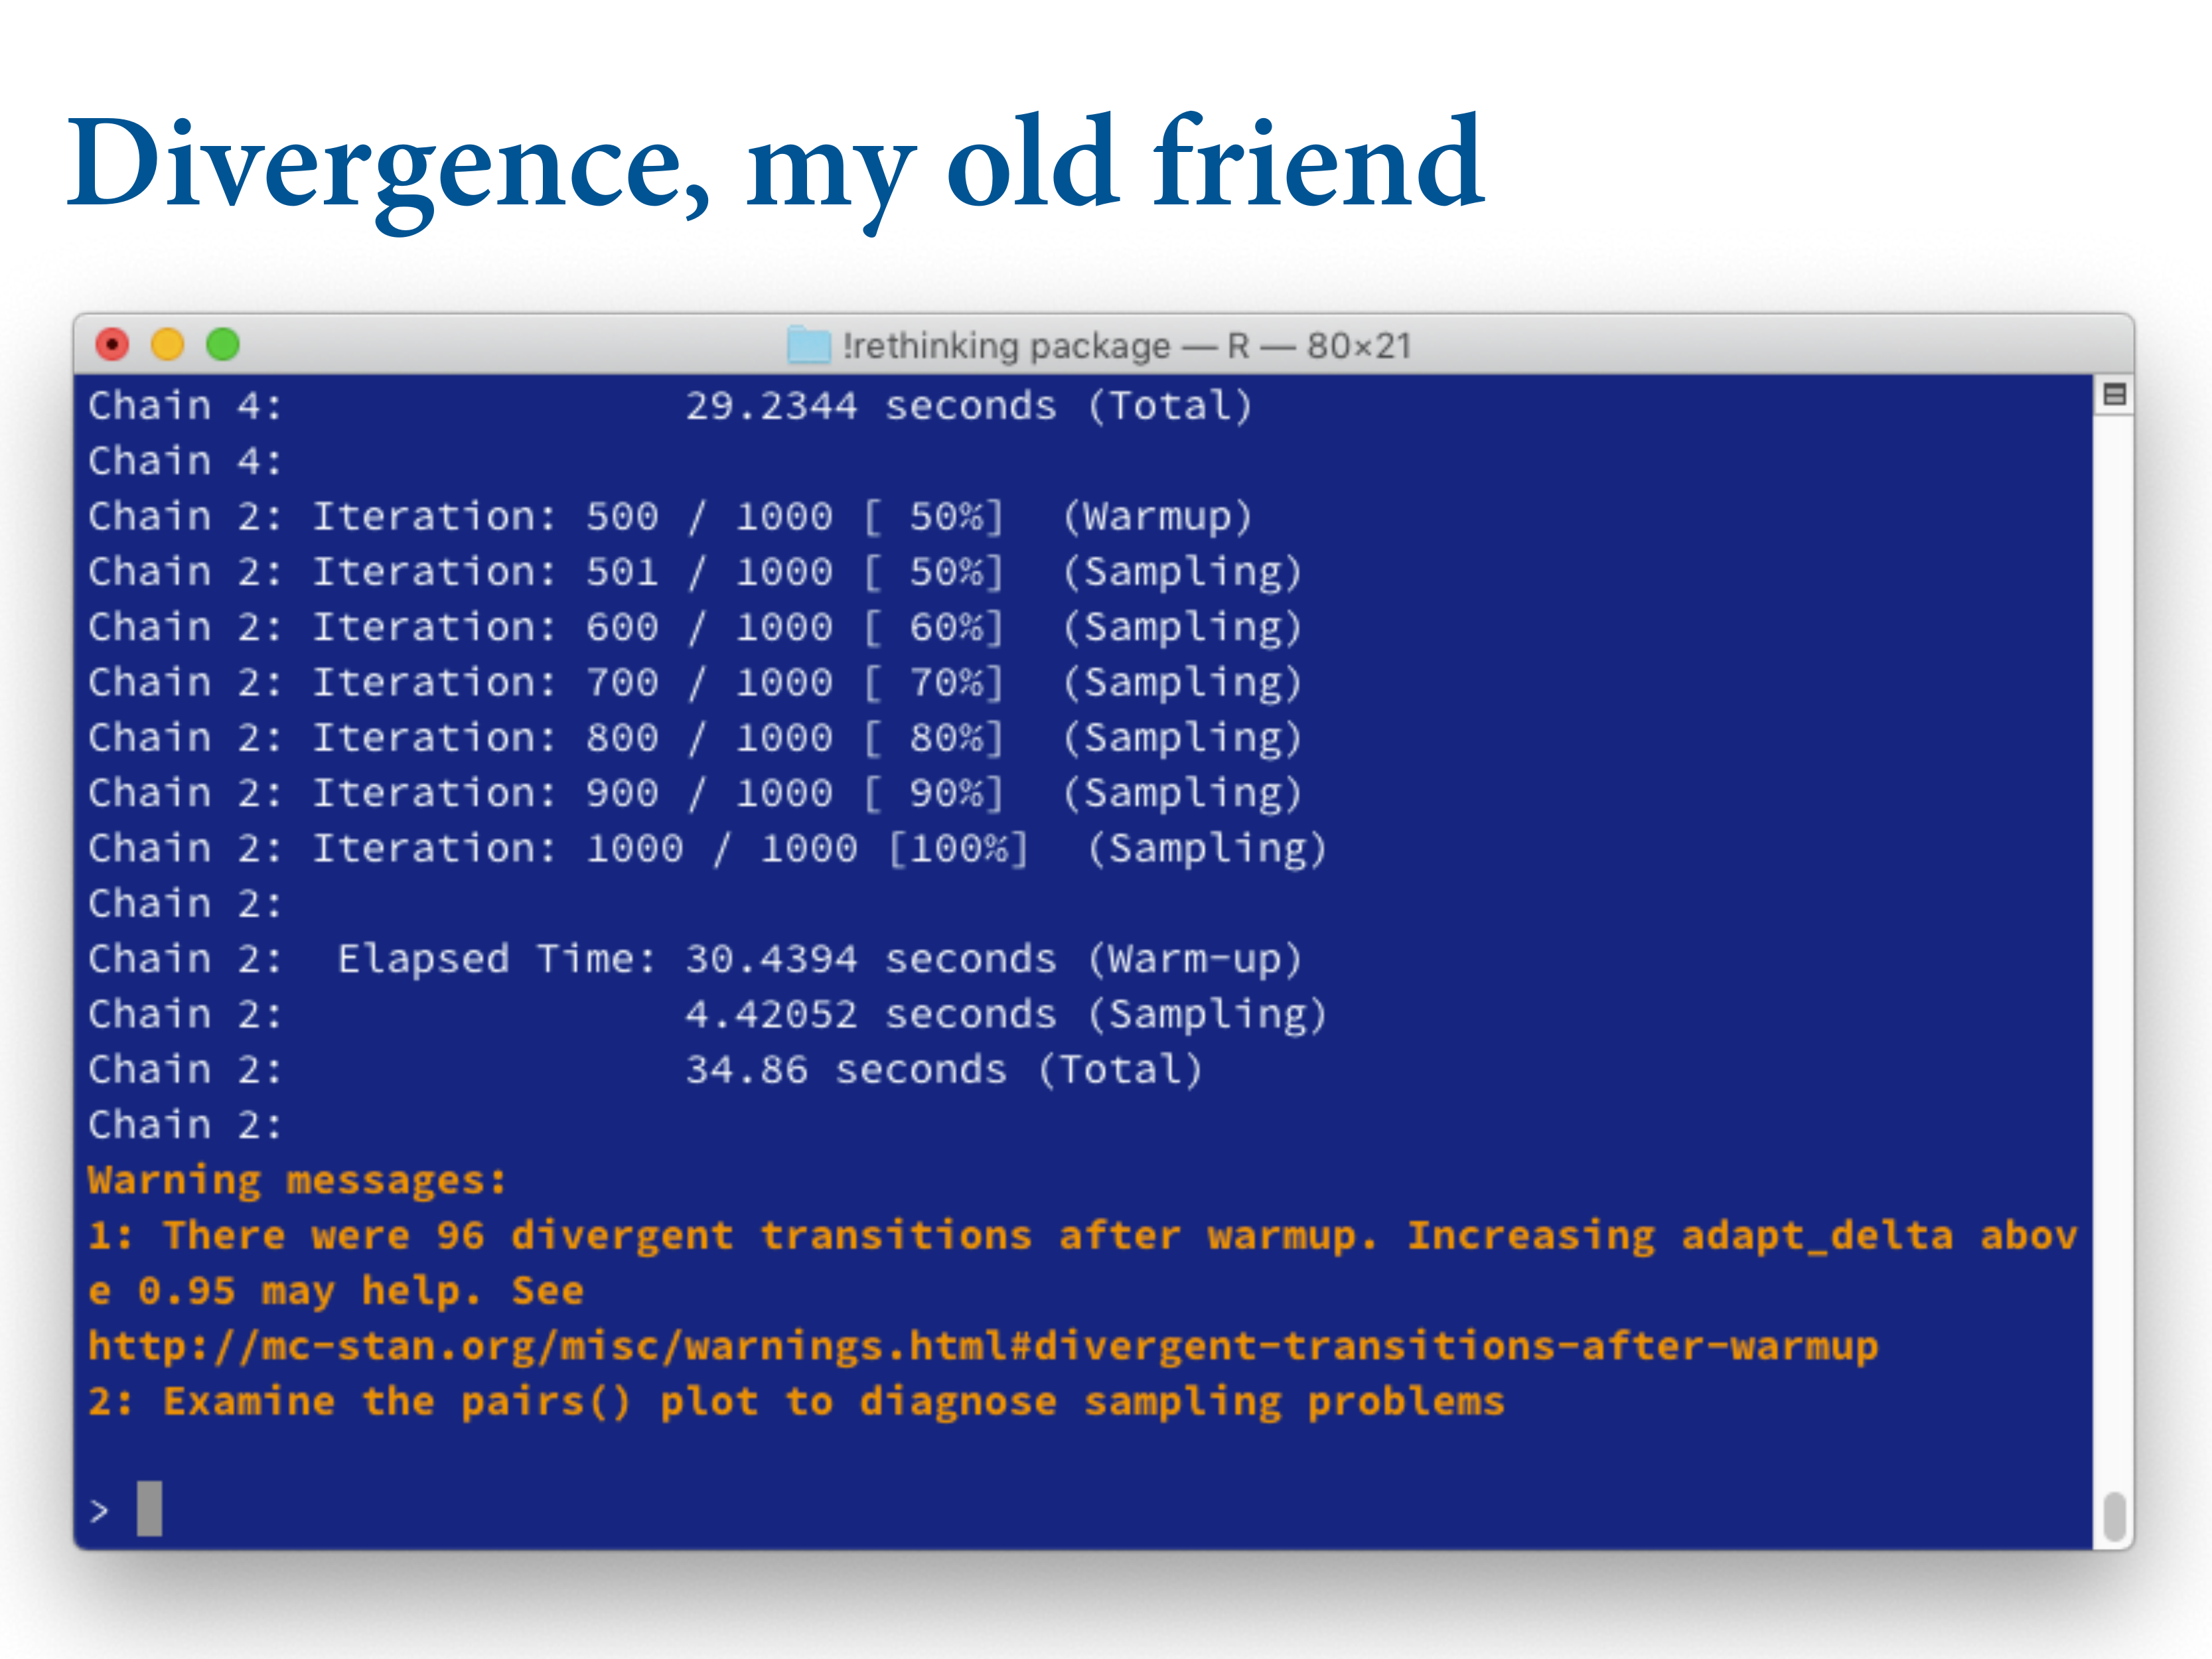 Divergence, my old friend
!rethinking package — R — 80×21
Chain 4:                29.2344 seconds (Total)
Chain 4:
Chain 2: Iteration: 500 / 1000 [ 50%]  (Warmup)
Chain 2: Iteration: 501 / 1000 [ 50%]  (Sampling)
Chain 2: Iteration: 600 / 1000 [ 60%]  (Sampling)
Chain 2: Iteration: 700 / 1000 [ 70%]  (Sampling)
Chain 2: Iteration: 800 / 1000 [ 80%]  (Sampling)
Chain 2: Iteration: 900 / 1000 [ 90%]  (Sampling)
Chain 2: Iteration: 1000 / 1000 [100%]  (Sampling)
Chain 2:
Chain 2:  Elapsed Time: 30.4394 seconds (Warm-up)
Chain 2:                4.42052 seconds (Sampling)
Chain 2:                34.86 seconds (Total)
Chain 2:
Warning messages:
1: There were 96 divergent transitions after warmup. Increasing adapt_delta abov
e 0.95 may help. See
http://mc-stan.org/misc/warnings.html#divergent-transitions-after-warmup
2: Examine the pairs() plot to diagnose sampling problems
>